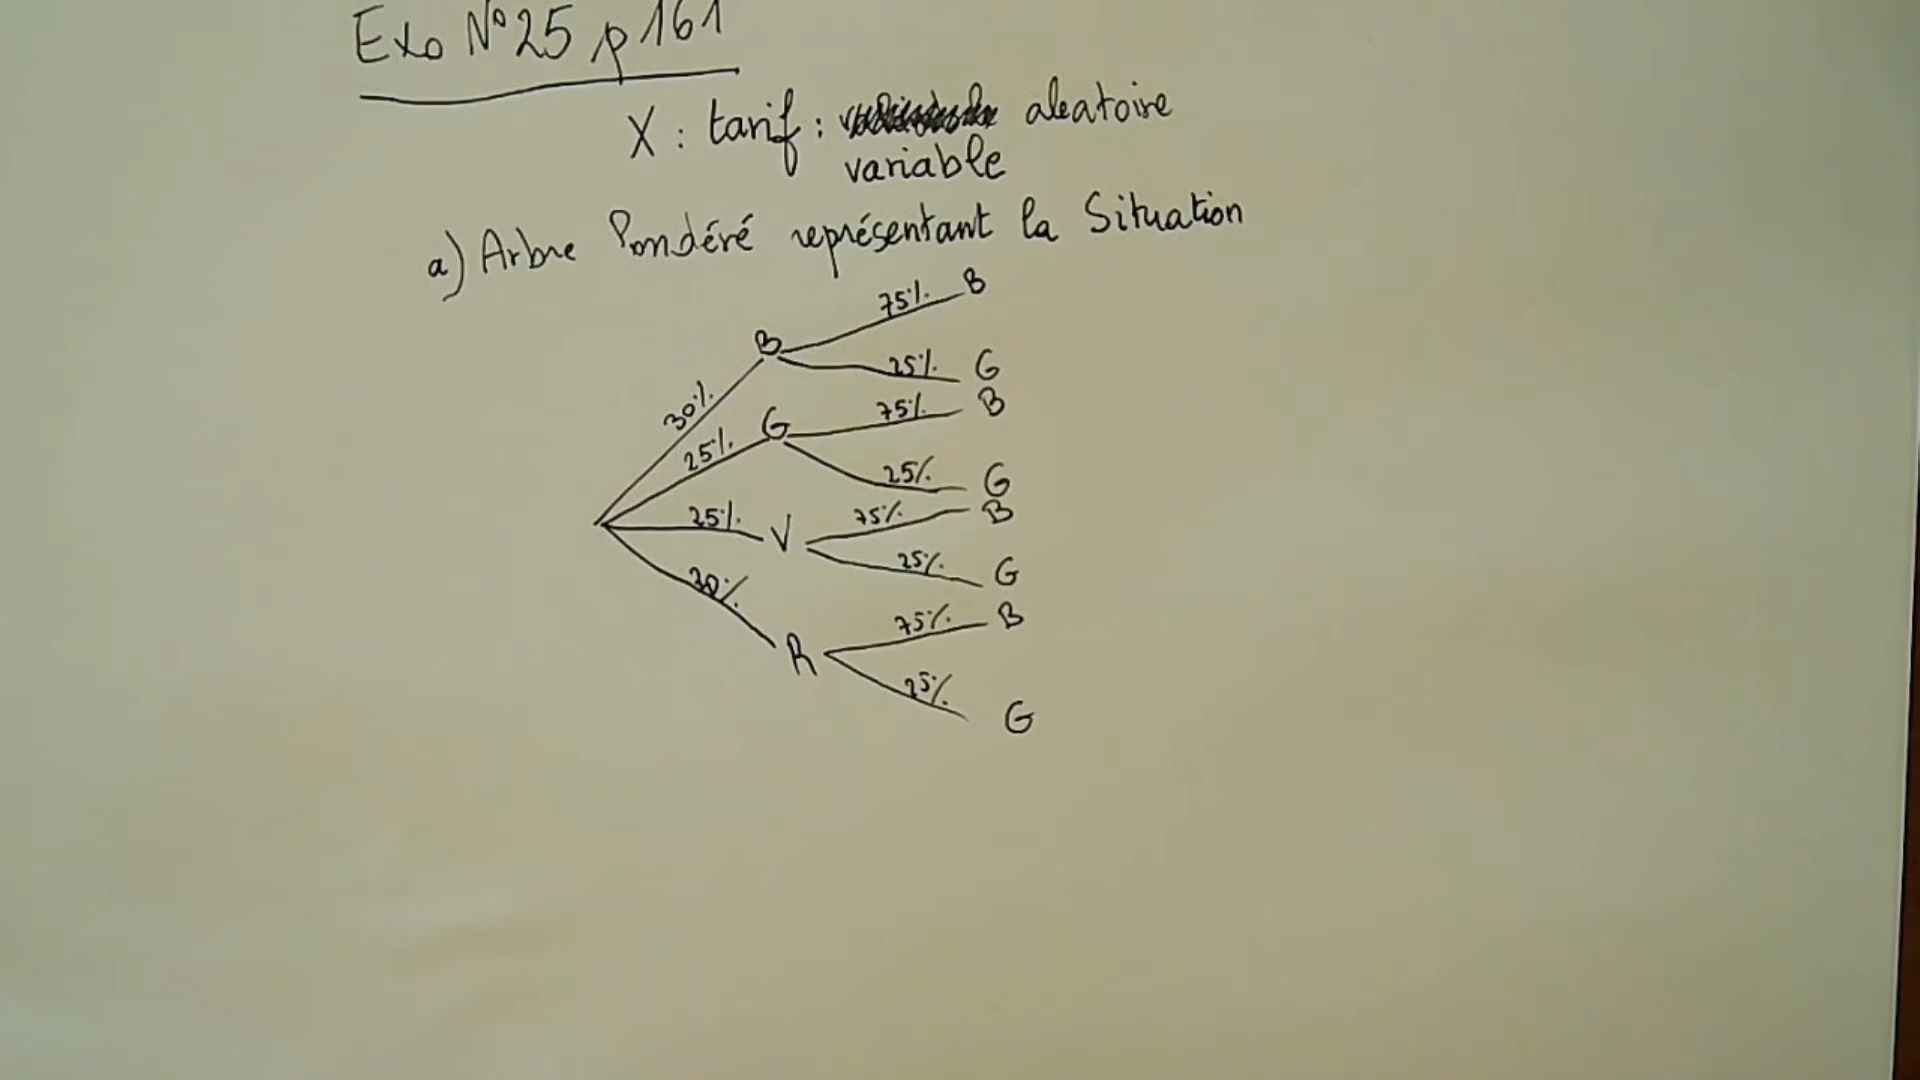 Exo N°25 p 161
X : tarif : aleatoire
variable
a) Arbre Pondéré représentant la Situation
75% B
B
25% G
30%
75% B
G
25%
25% G
25% V 75% B
25% G
75% B
R
25% G